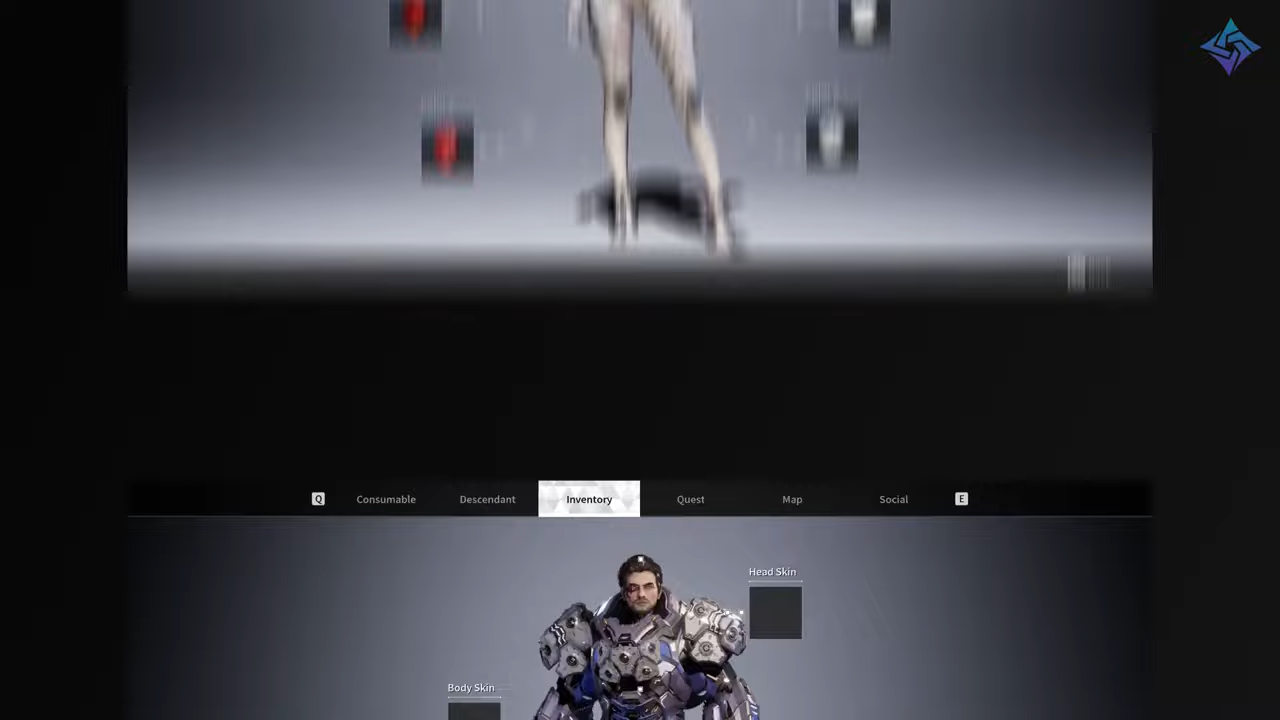 Q Consumable Descendant Inventory Quest Map Social E
Head Skin
Body Skin